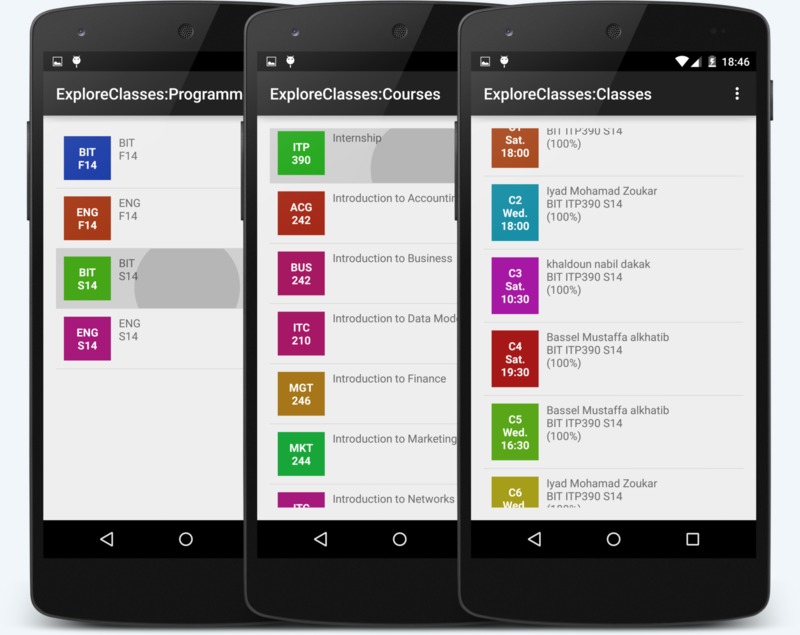 ExploreClasses:Programm
BIT
F14
BIT
F14
ENG
F14
ENG
F14
BIT
S14
BIT
S14
ENG
S14
ENG
S14
ExploreClasses:Courses
ITP
390
Internship
ACG
242
Introduction to Accountin
BUS
242
Introduction to Business
ITC
210
Introduction to Data Mode
MGT
246
Introduction to Finance
MKT
244
Introduction to Marketing
ITC
Introduction to Networks
18:46
ExploreClasses:Classes
C1
Sat.
18:00
BIT ITP390 S14
(100%)
C2
Wed.
18:00
Iyad Mohamad Zoukar
BIT ITP390 S14
(100%)
C3
Sat.
10:30
khaldoun nabil dakak
BIT ITP390 S14
(100%)
C4
Sat.
19:30
Bassel Mustaffa alkhatib
BIT ITP390 S14
(100%)
C5
Wed.
16:30
Bassel Mustaffa alkhatib
BIT ITP390 S14
(100%)
C6
Wed.
Iyad Mohamad Zoukar
BIT ITP390 S14
(100%)